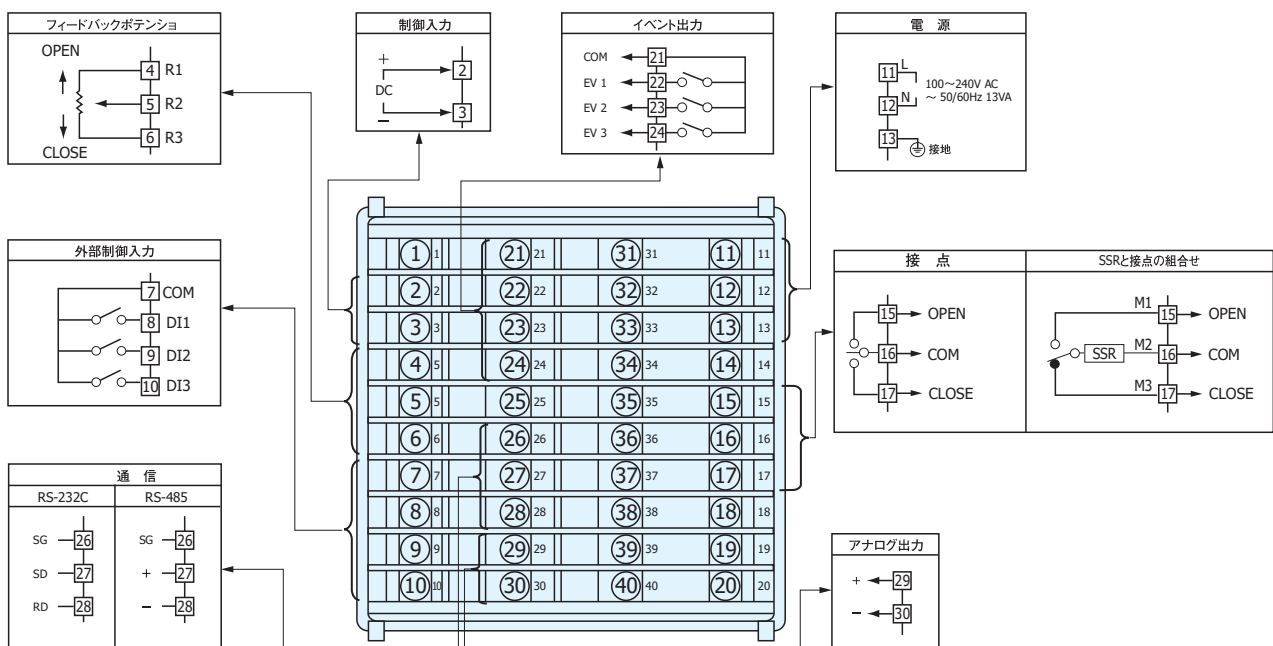 フィードバックポテンショ
OPEN
4 R1
5 R2
6 R3
CLOSE
制御入力
+
2
DC
3
−
イベント出力
COM 21
EV 1 22
EV 2 23
EV 3 24
電 源
11 L
100～240V AC
12 N ～ 50/60Hz 13VA
13 接地
外部制御入力
7 COM
8 DI1
9 DI2
10 DI3
1 1 21 21 31 31 11 11
2 2 22 22 32 32 12 12
3 3 23 23 33 33 13 13
4 5 24 24 34 34 14 14
5 5 25 25 35 35 15 15
6 6 26 26 36 36 16 16
7 7 27 27 37 37 17 17
8 8 28 28 38 38 18 18
9 9 29 29 39 39 19 19
10 10 30 30 40 40 20 20
接 点
15 OPEN
16 COM
17 CLOSE
SSRと接点の組合せ
M1 15 OPEN
SSR M2 16 COM
M3 17 CLOSE
通 信
RS-232C RS-485
SG 26 SG 26
SD 27 + 27
RD 28 − 28
アナログ出力
+ 29
− 30